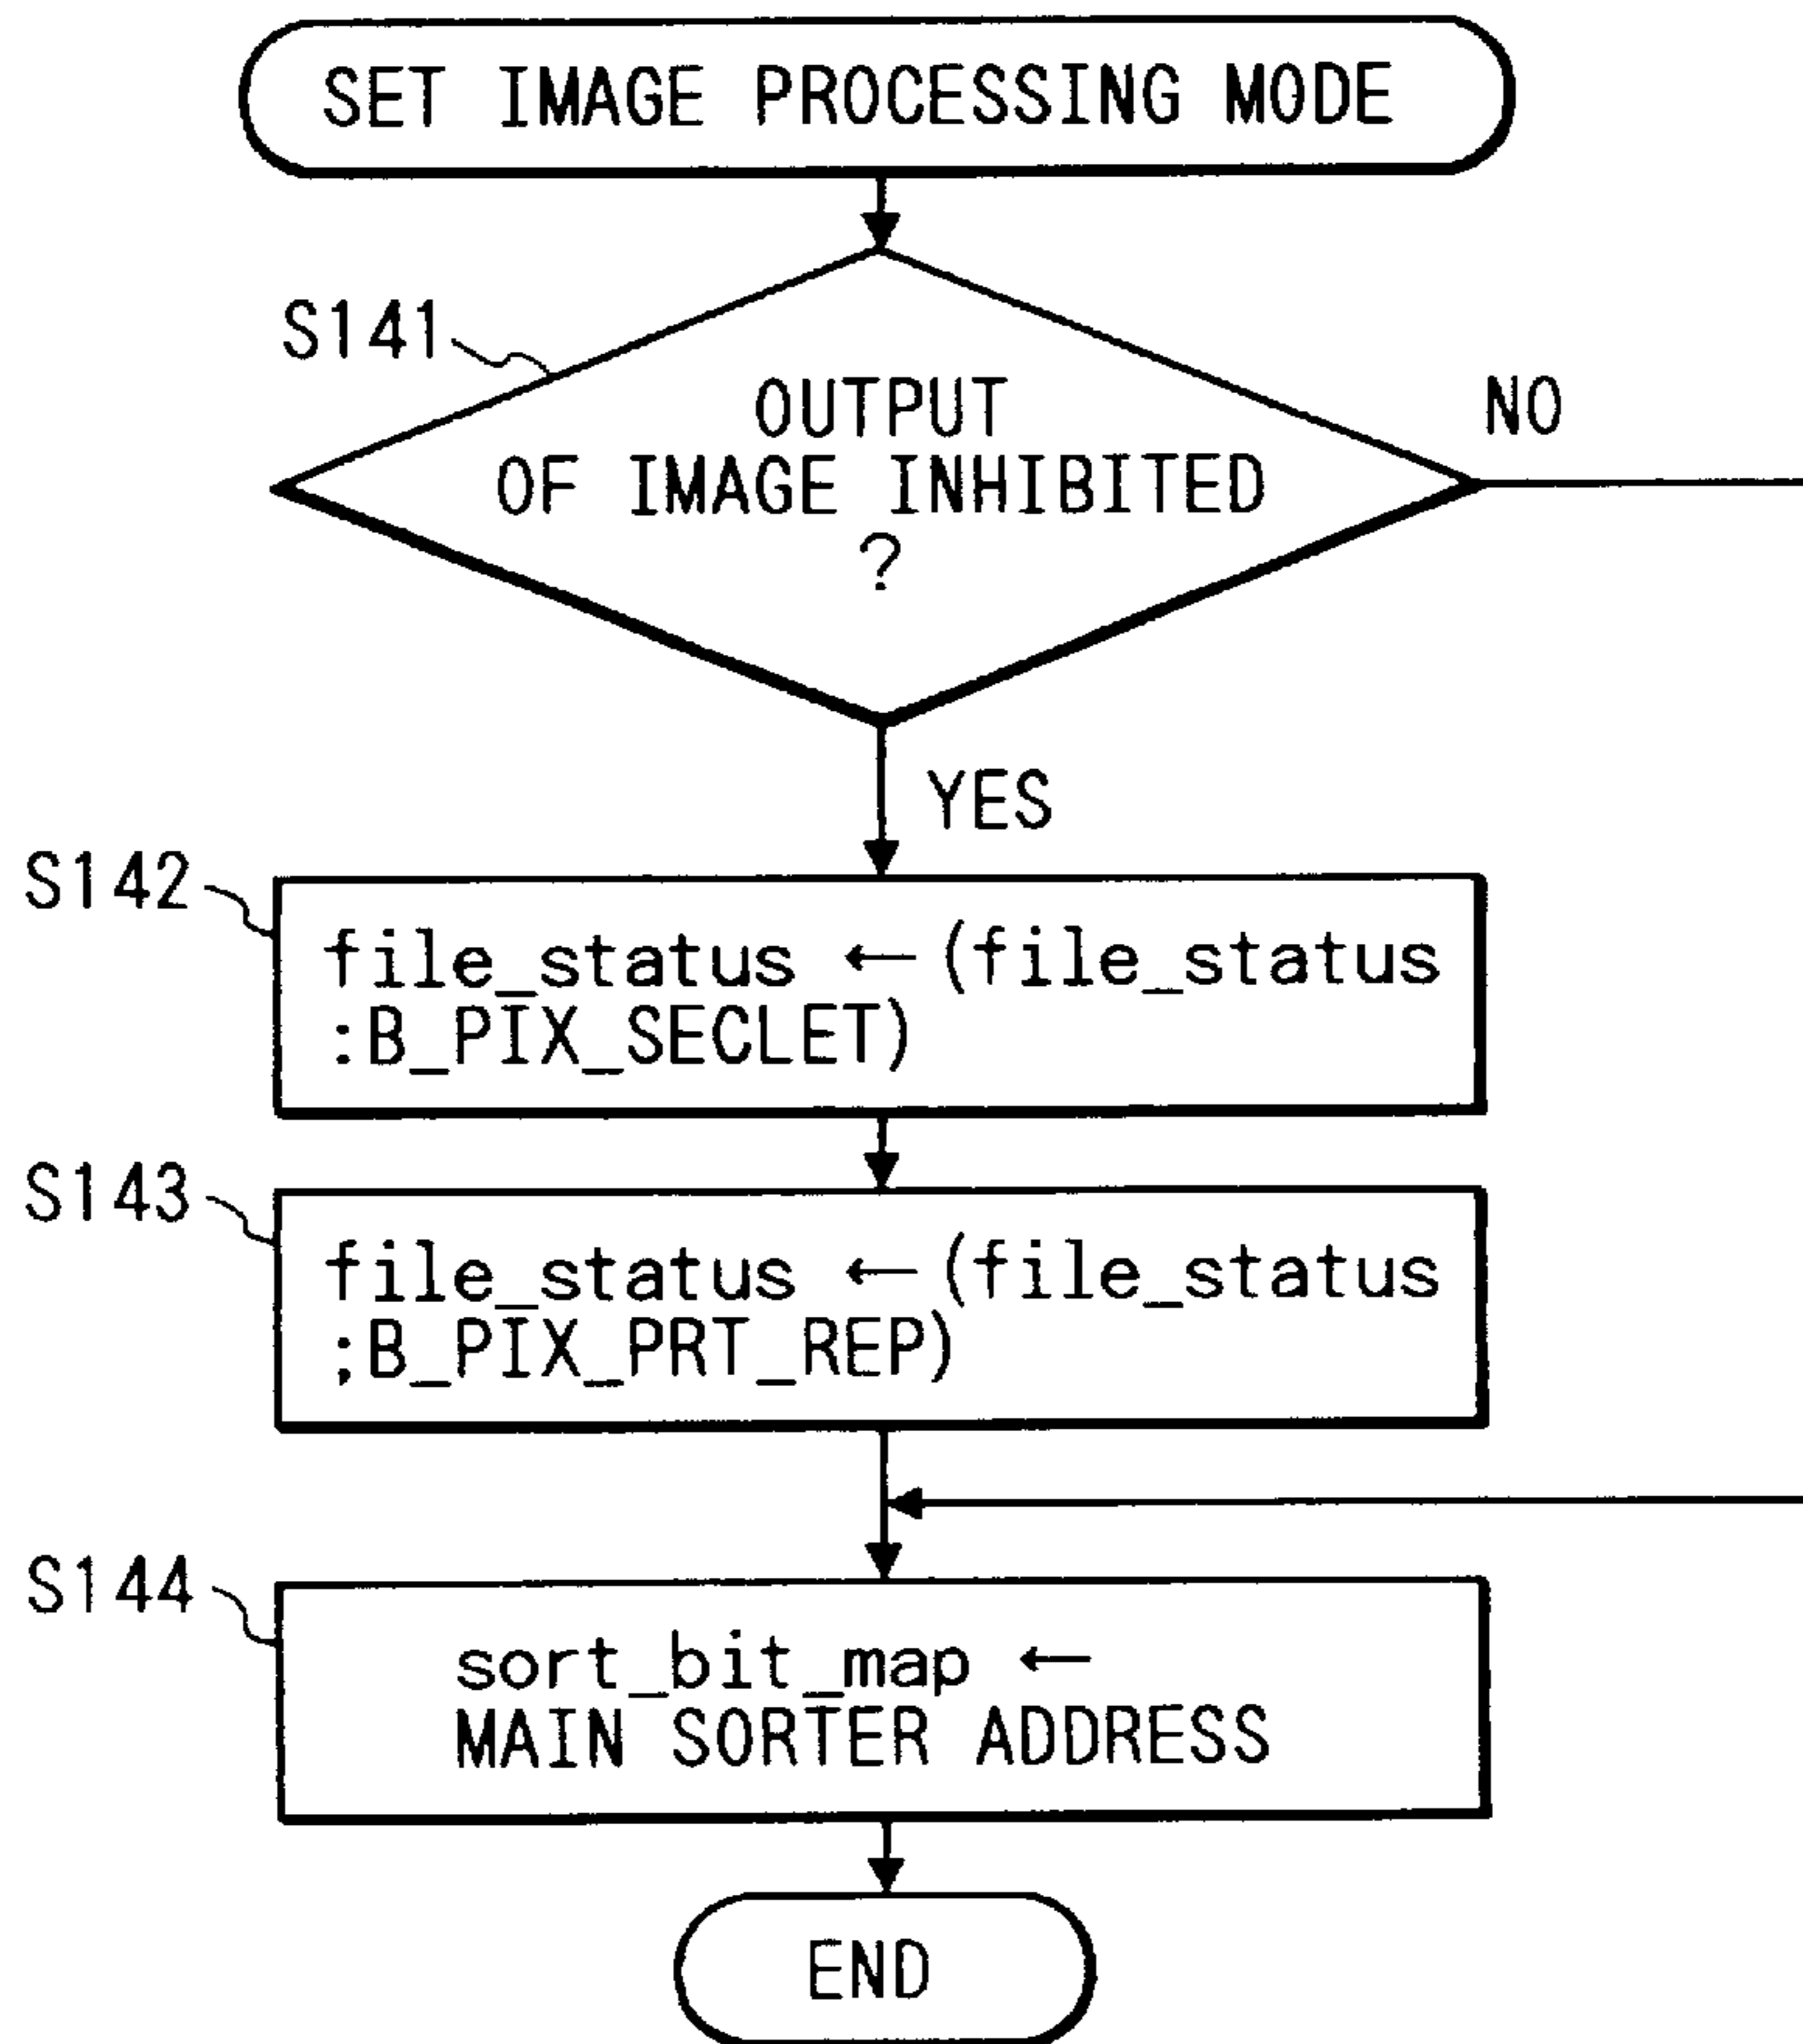 SET IMAGE PROCESSING MODE
S141
OUTPUT
OF IMAGE INHIBITED
?
NO
YES
S142
file_status ← (file_status
:B_PIX_SECLET)
S143
file_status ← (file_status
;B_PIX_PRT_REP)
S144
sort_bit_map ←
MAIN SORTER ADDRESS
END